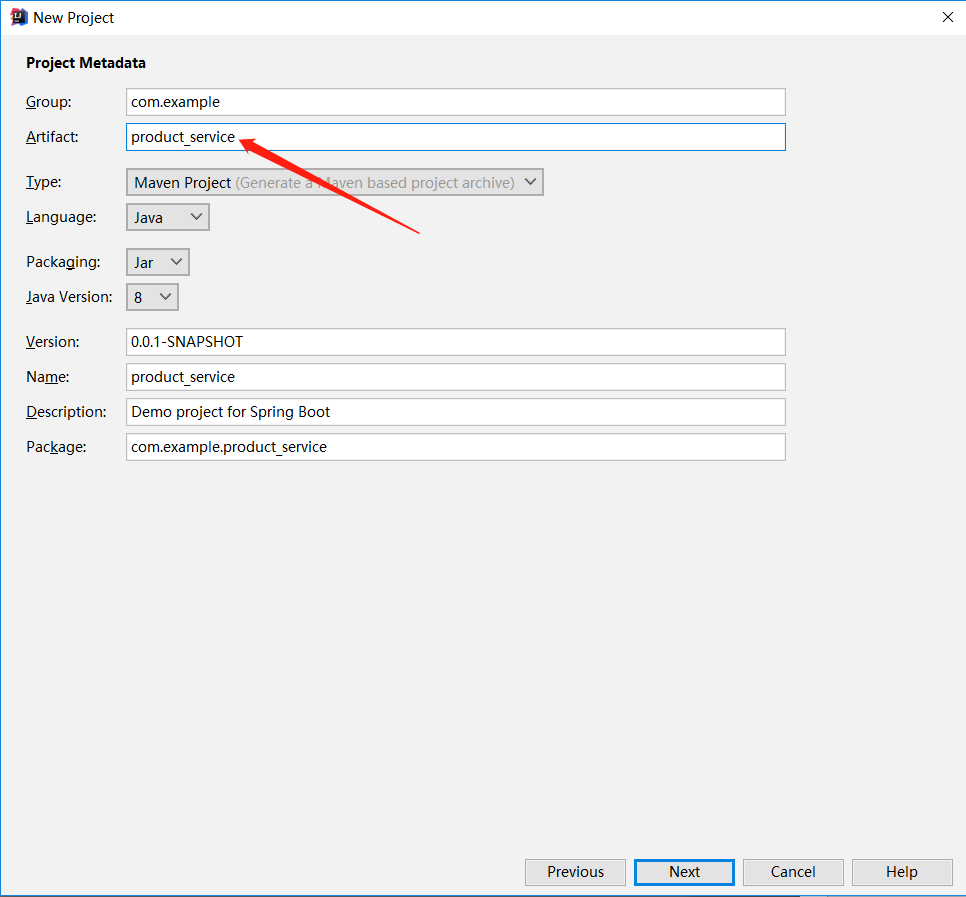 New Project
Project Metadata
Group: com.example
Artifact: product_service
Type: Maven Project (Generate a Maven based project archive)
Language: Java
Packaging: Jar
Java Version: 8
Version: 0.0.1-SNAPSHOT
Name: product_service
Description: Demo project for Spring Boot
Package: com.example.product_service
Previous Next Cancel Help